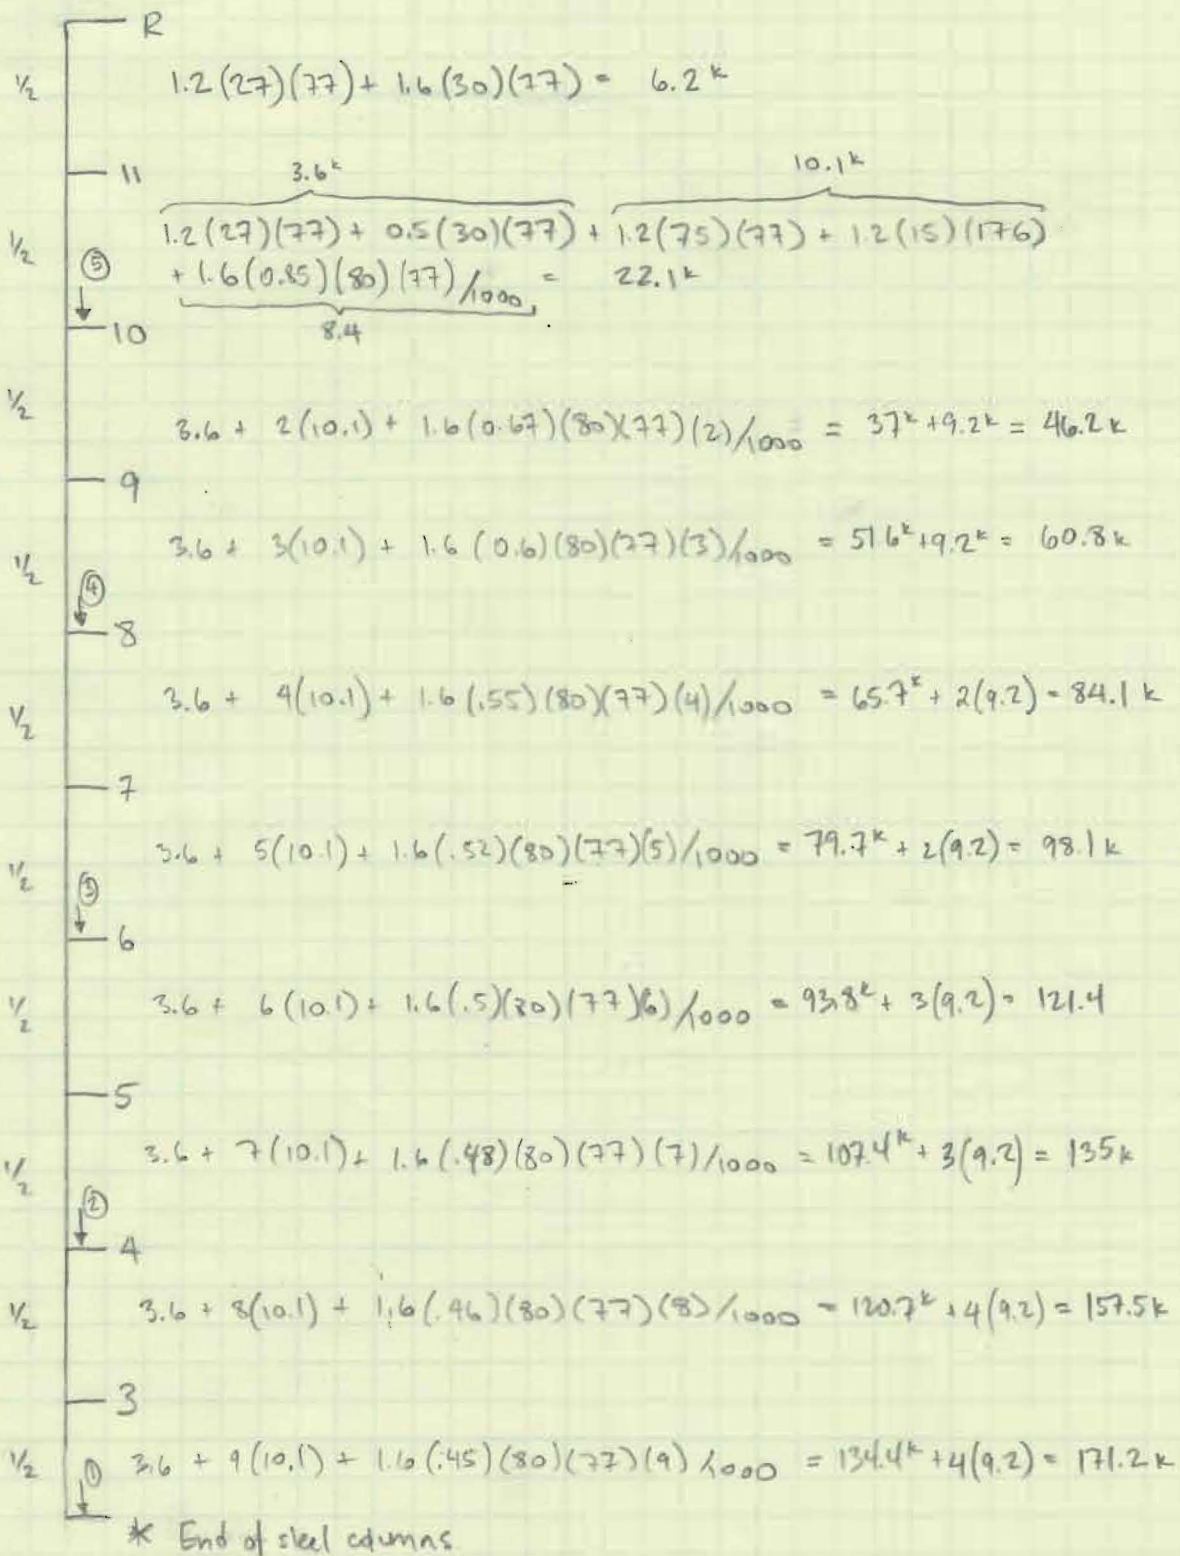 R
1/2 1.2(27)(77) + 1.6(30)(77) = 6.2k
11 3.6k 10.1k
1/2 1.2(27)(77) + 0.5(30)(77) + 1.2(75)(77) + 1.2(15)(176)
⑤ + 1.6(0.85)(80)(77)/1000 = 22.1k
10 8.4
1/2 3.6 + 2(10.1) + 1.6(0.67)(80)(77)(2)/1000 = 37k + 9.2k = 46.2k
9
1/2 3.6 + 3(10.1) + 1.6(0.6)(80)(77)(3)/1000 = 51.6k + 9.2k = 60.8k
④
8
1/2 3.6 + 4(10.1) + 1.6(.55)(80)(77)(4)/1000 = 65.7k + 2(9.2) = 84.1k
7
1/2 3.6 + 5(10.1) + 1.6(.52)(80)(77)(5)/1000 = 79.7k + 2(9.2) = 98.1k
③
6
1/2 3.6 + 6(10.1) + 1.6(.5)(80)(77)(6)/1000 = 93.8k + 3(9.2) = 121.4
5
1/2 3.6 + 7(10.1) + 1.6(.48)(80)(77)(7)/1000 = 107.4k + 3(9.2) = 135k
②
4
1/2 3.6 + 8(10.1) + 1.6(.46)(80)(77)(8)/1000 = 120.7k + 4(9.2) = 157.5k
3
1/2 ① 3.6 + 9(10.1) + 1.6(.45)(80)(77)(9)/1000 = 134.4k + 4(9.2) = 171.2k
* End of steel columns